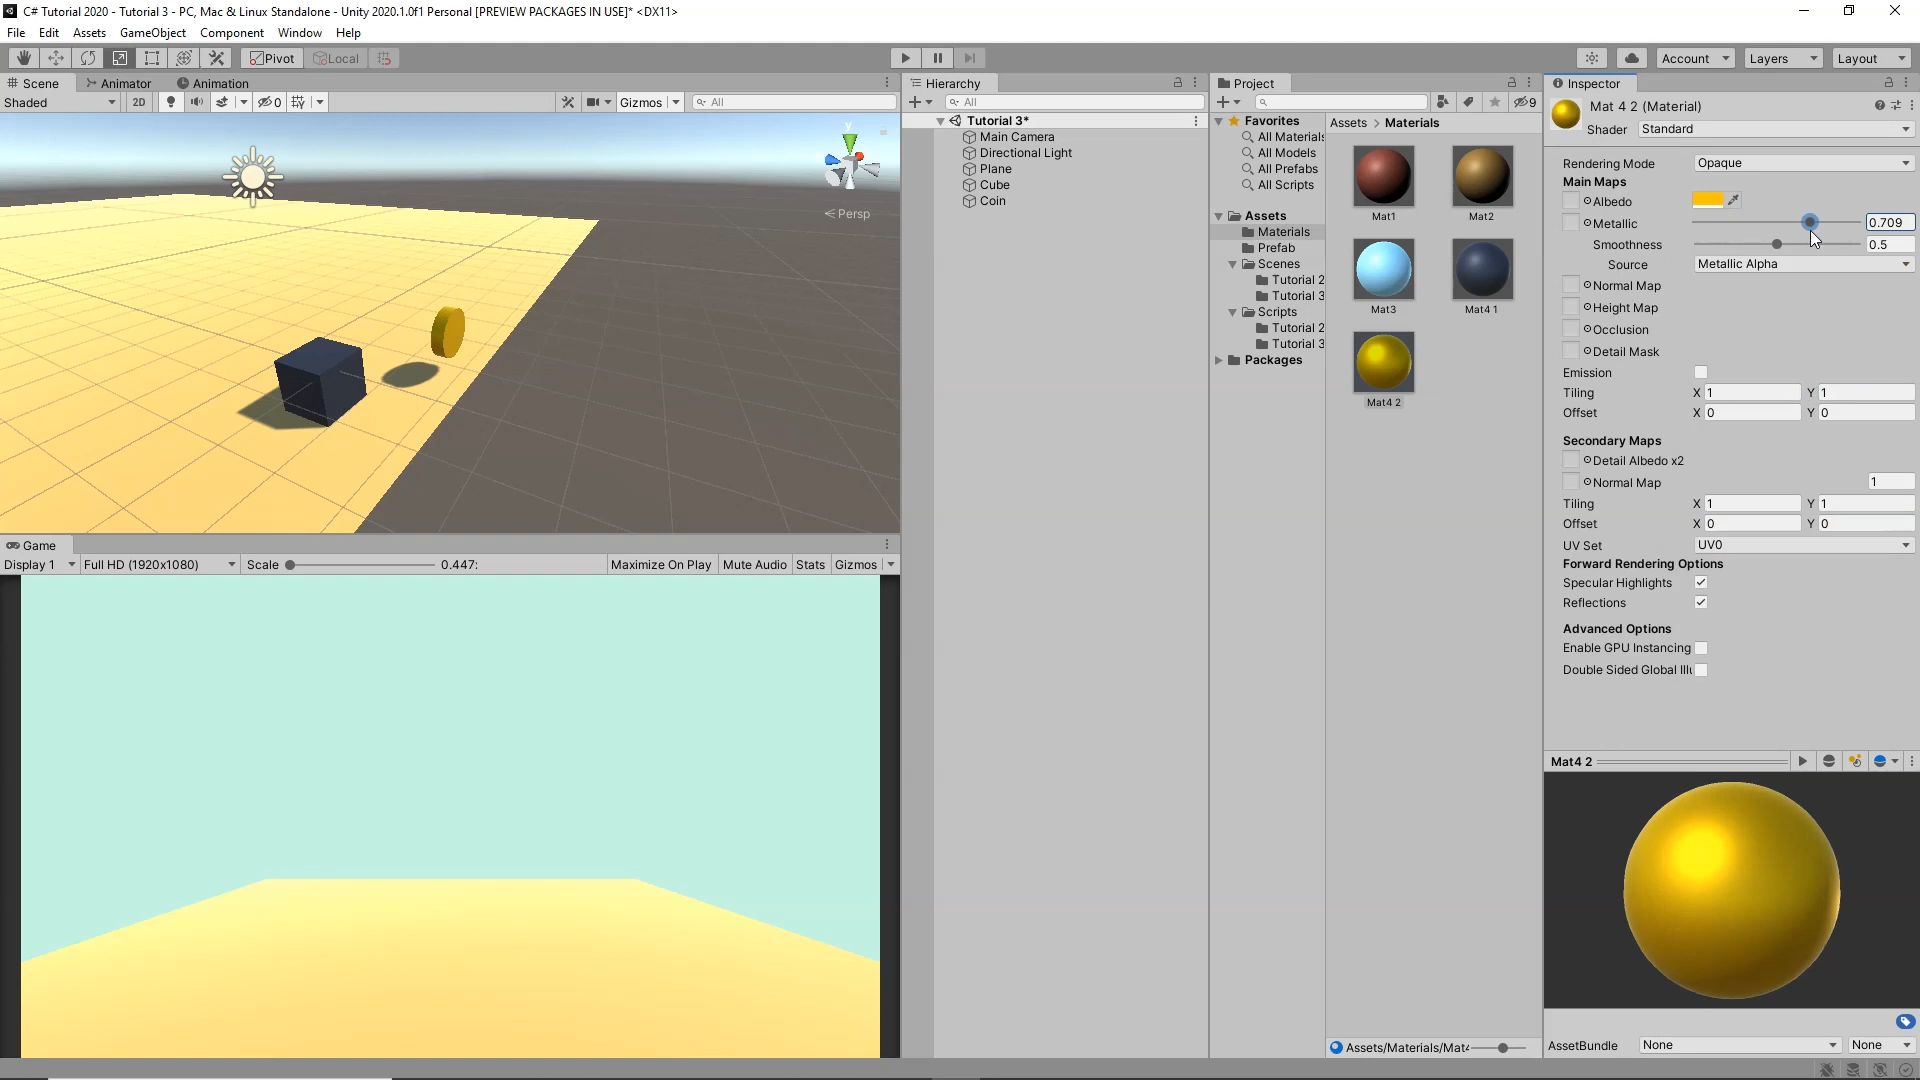 C# Tutorial 2020 - Tutorial 3 - PC, Mac & Linux Standalone - Unity 2020.1.0f1 Personal [PREVIEW PACKAGES IN USE]* <DX11>
File Edit Assets GameObject Component Window Help
Pivot Local Account Layers Layout
Scene Animator Animation
Shaded 2D 0 Gizmos All
Y
Persp
Game
Display 1 Full HD (1920x1080) Scale 0.447: Maximize On Play Mute Audio Stats Gizmos
Hierarchy
All
Tutorial 3*
Main Camera
Directional Light
Plane
Cube
Coin
Project
9
Favorites
All Materials
All Models
All Prefabs
All Scripts
Assets
Materials
Prefab
Scenes
Tutorial 2
Tutorial 3
Scripts
Tutorial 2
Tutorial 3
Packages
Assets > Materials
Mat1 Mat2
Mat3 Mat4 1
Mat4 2
Assets/Materials/Mat4
Inspector
Mat 4 2 (Material)
Shader Standard
Rendering Mode Opaque
Main Maps
Albedo
Metallic 0.709
Smoothness 0.5
Source Metallic Alpha
Normal Map
Height Map
Occlusion
Detail Mask
Emission
Tiling X 1 Y 1
Offset X 0 Y 0
Secondary Maps
Detail Albedo x2
Normal Map 1
Tiling X 1 Y 1
Offset X 0 Y 0
UV Set UV0
Forward Rendering Options
Specular Highlights
Reflections
Advanced Options
Enable GPU Instancing
Double Sided Global Illu
Mat4 2
AssetBundle None None